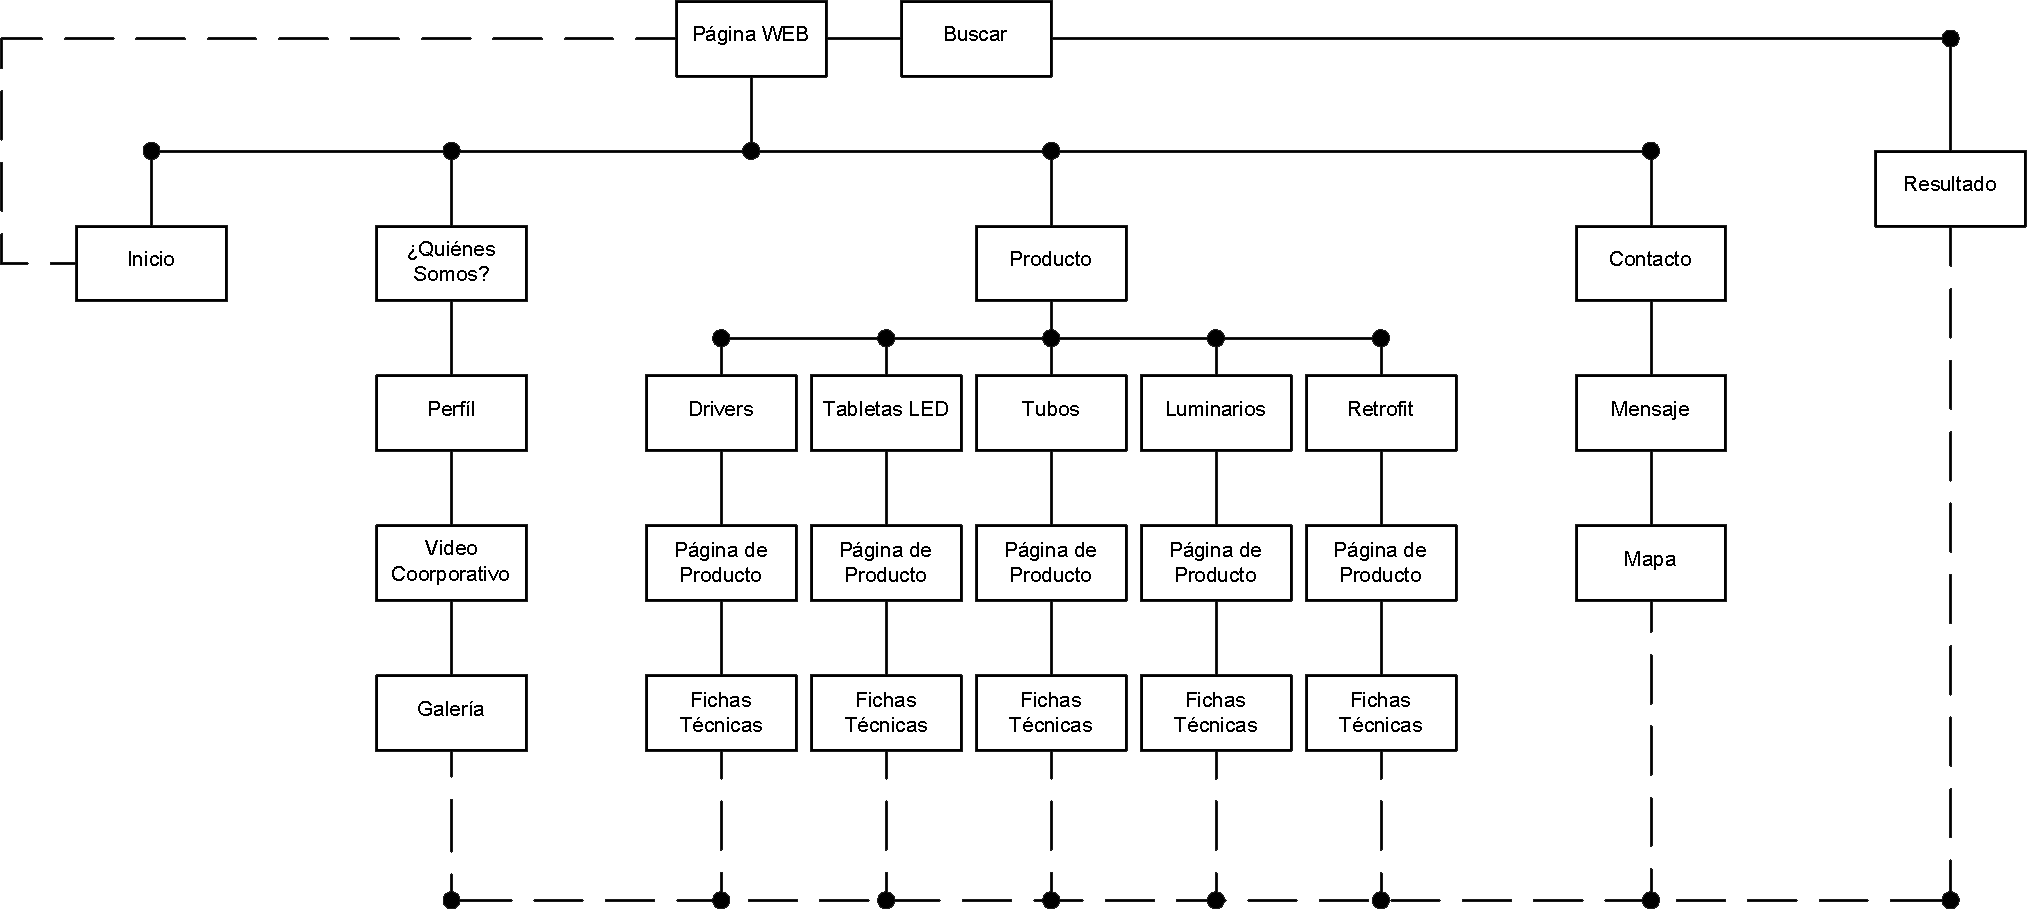 Página WEB
Buscar
Resultado
Inicio
¿Quiénes
Somos?
Producto
Contacto
Perfíl
Drivers
Tabletas LED
Tubos
Luminarios
Retrofit
Mensaje
Video
Coorporativo
Página de
Producto
Página de
Producto
Página de
Producto
Página de
Producto
Página de
Producto
Mapa
Galería
Fichas
Técnicas
Fichas
Técnicas
Fichas
Técnicas
Fichas
Técnicas
Fichas
Técnicas